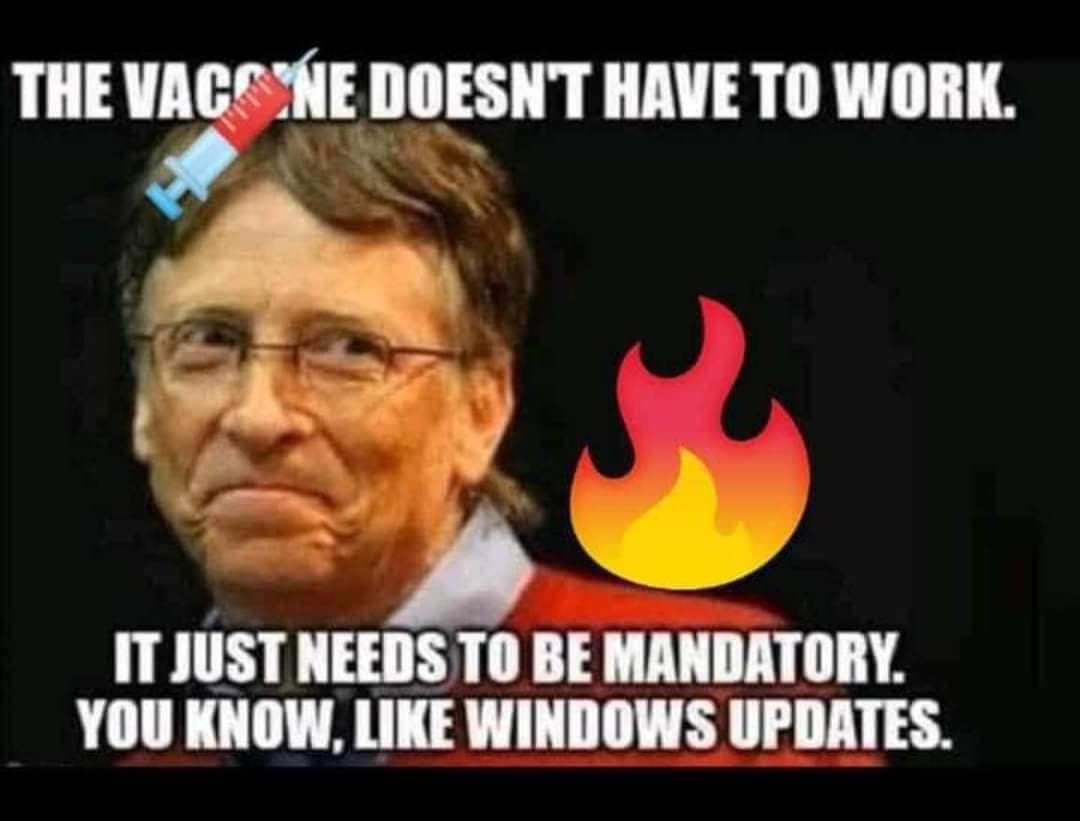 THE VACCINE DOESN'T HAVE TO WORK.
IT JUST NEEDS TO BE MANDATORY.
YOU KNOW, LIKE WINDOWS UPDATES.